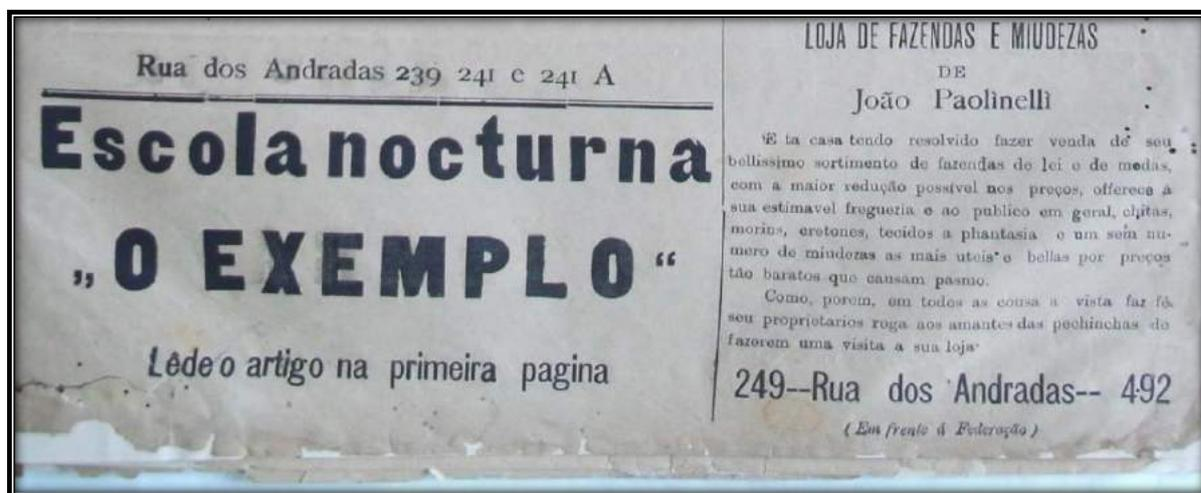 Rua dos Andradas 239 241 e 241 A
Escola nocturna
„O EXEMPLO“
Lêde o artigo na primeira pagina
LOJA DE FAZENDAS E MIUDEZAS
DE
João Paolinelli
E ta casa tendo resolvido fazer venda de seu
bellissimo sortimento de fazendas de lei e de modas,
com a maior redução possivel nos preços, offerece á
sua estimavel freguezia e ao publico em geral, chitas,
morins, cretones, tecidos a phantasia e um sem nu-
mero de miudezas as mais uteis e bellas por preços
tão baratos que causam pasmo.
Como, porem, em todos as cousa a vista faz fé,
seu proprietarios roga aos amantes das pechinchas de
fazerem uma visita a sua loja
249--Rua dos Andradas-- 492
(Em frente á Federação)